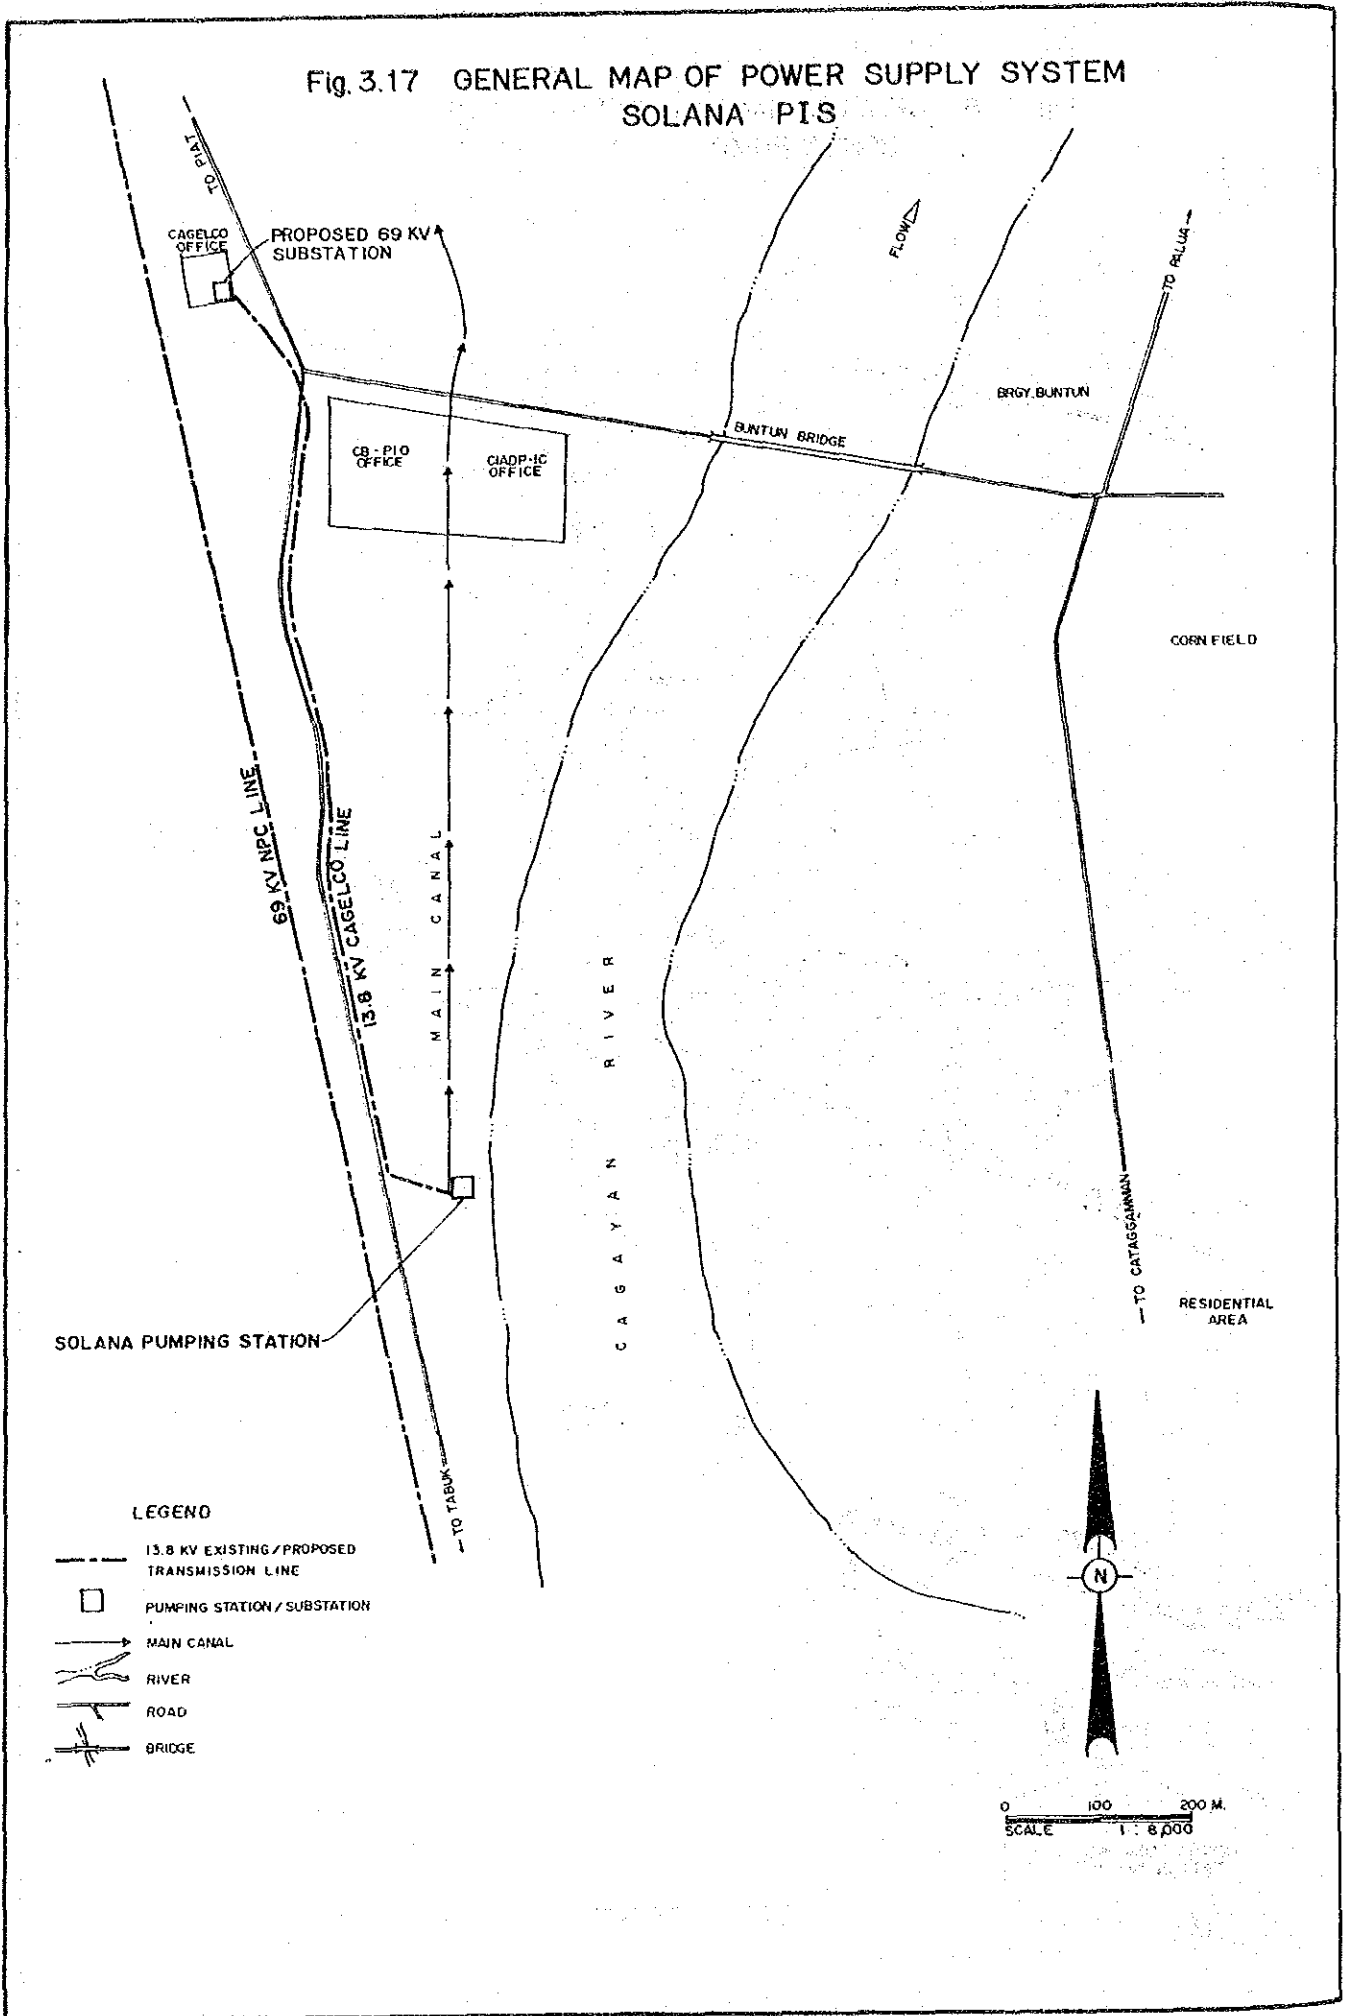 Fig. 3.17 GENERAL MAP OF POWER SUPPLY SYSTEM
SOLANA PIS
TO PIAT
CAGELCO
OFFICE
PROPOSED 69 KV
SUBSTATION
FLOW
TO PALUA
BRGY. BUNTUN
BUNTUN BRIDGE
CB - PIO
OFFICE
CIADP-IC
OFFICE
CORN FIELD
69 KV NPC LINE
13.8 KV CAGELCO LINE
MAIN CANAL
CAGAYAN RIVER
TO CATAGGAMMAN
RESIDENTIAL
AREA
SOLANA PUMPING STATION
TO TABUK
LEGEND
13.8 KV EXISTING / PROPOSED
TRANSMISSION LINE
PUMPING STATION / SUBSTATION
MAIN CANAL
RIVER
ROAD
BRIDGE
N
0 100 200 M.
SCALE 1 : 8,000